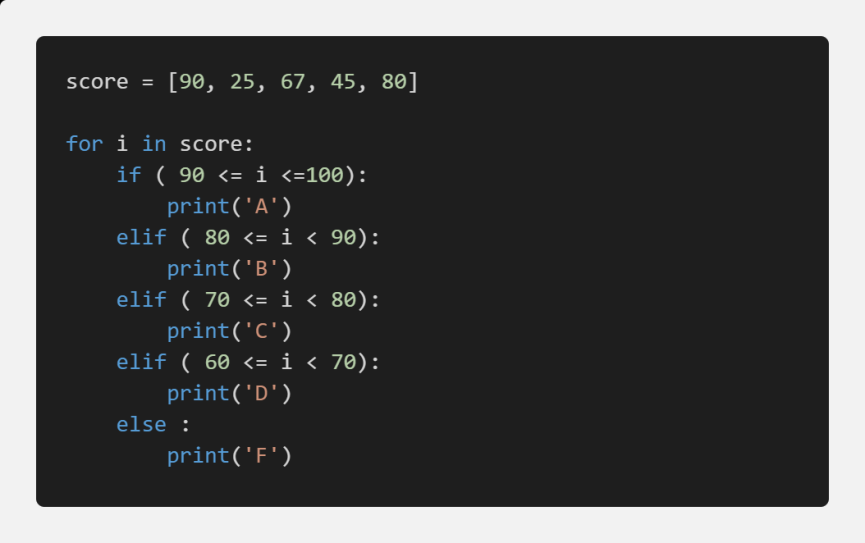 score = [90, 25, 67, 45, 80]

for i in score:
    if ( 90 <= i <=100):
        print('A')
    elif ( 80 <= i < 90):
        print('B')
    elif ( 70 <= i < 80):
        print('C')
    elif ( 60 <= i < 70):
        print('D')
    else :
        print('F')